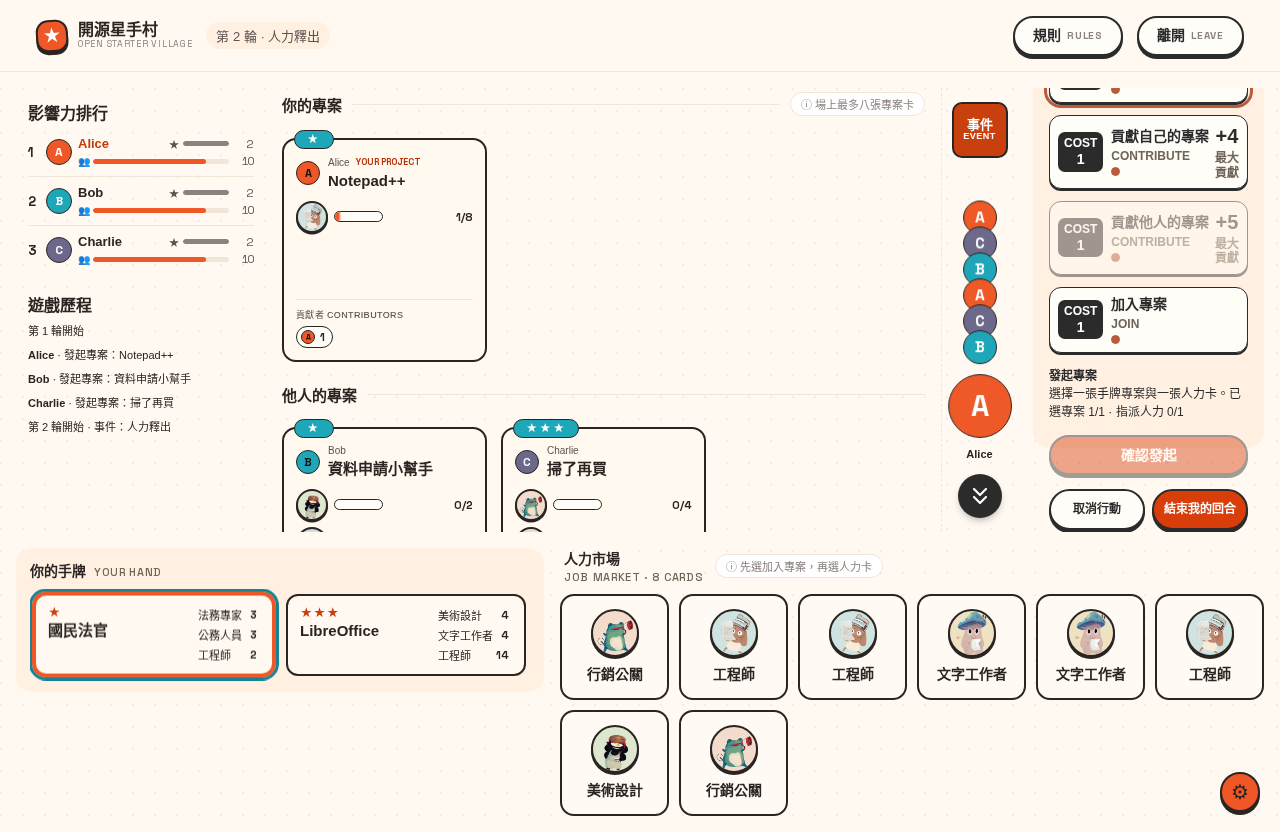 開源星手村
OPEN STARTER VILLAGE
第 2 輪 · 人力釋出
規則 RULES
離開 LEAVE
影響力排行
1 A Alice ★ 2
👥 10
2 B Bob ★ 2
👥 10
3 C Charlie ★ 2
👥 10
遊戲歷程
第 1 輪開始
Alice · 發起專案：Notepad++
Bob · 發起專案：資料申請小幫手
Charlie · 發起專案：掃了再買
第 2 輪開始 · 事件：人力釋出
你的專案
ⓘ 場上最多八張專案卡
★
A Alice YOUR PROJECT
Notepad++
1/8
貢獻者 CONTRIBUTORS
A 1
他人的專案
★
B Bob
資料申請小幫手
0/2
★★★
C Charlie
掃了再買
0/4
事件
EVENT
A
C
B
A
C
B
A
Alice
COST 1
貢獻自己的專案 +4
CONTRIBUTE 最大貢獻
COST 1
貢獻他人的專案 +5
CONTRIBUTE 最大貢獻
COST 1
加入專案
JOIN
發起專案
選擇一張手牌專案與一張人力卡。已
選專案 1/1 · 指派人力 0/1
確認發起
取消行動
結束我的回合
你的手牌 YOUR HAND
★
國民法官
法務專家 3
公務人員 3
工程師 2
★★★
LibreOffice
美術設計 4
文字工作者 4
工程師 14
人力市場
JOB MARKET · 8 CARDS
ⓘ 先選加入專案，再選人力卡
行銷公關
工程師
工程師
文字工作者
文字工作者
工程師
美術設計
行銷公關